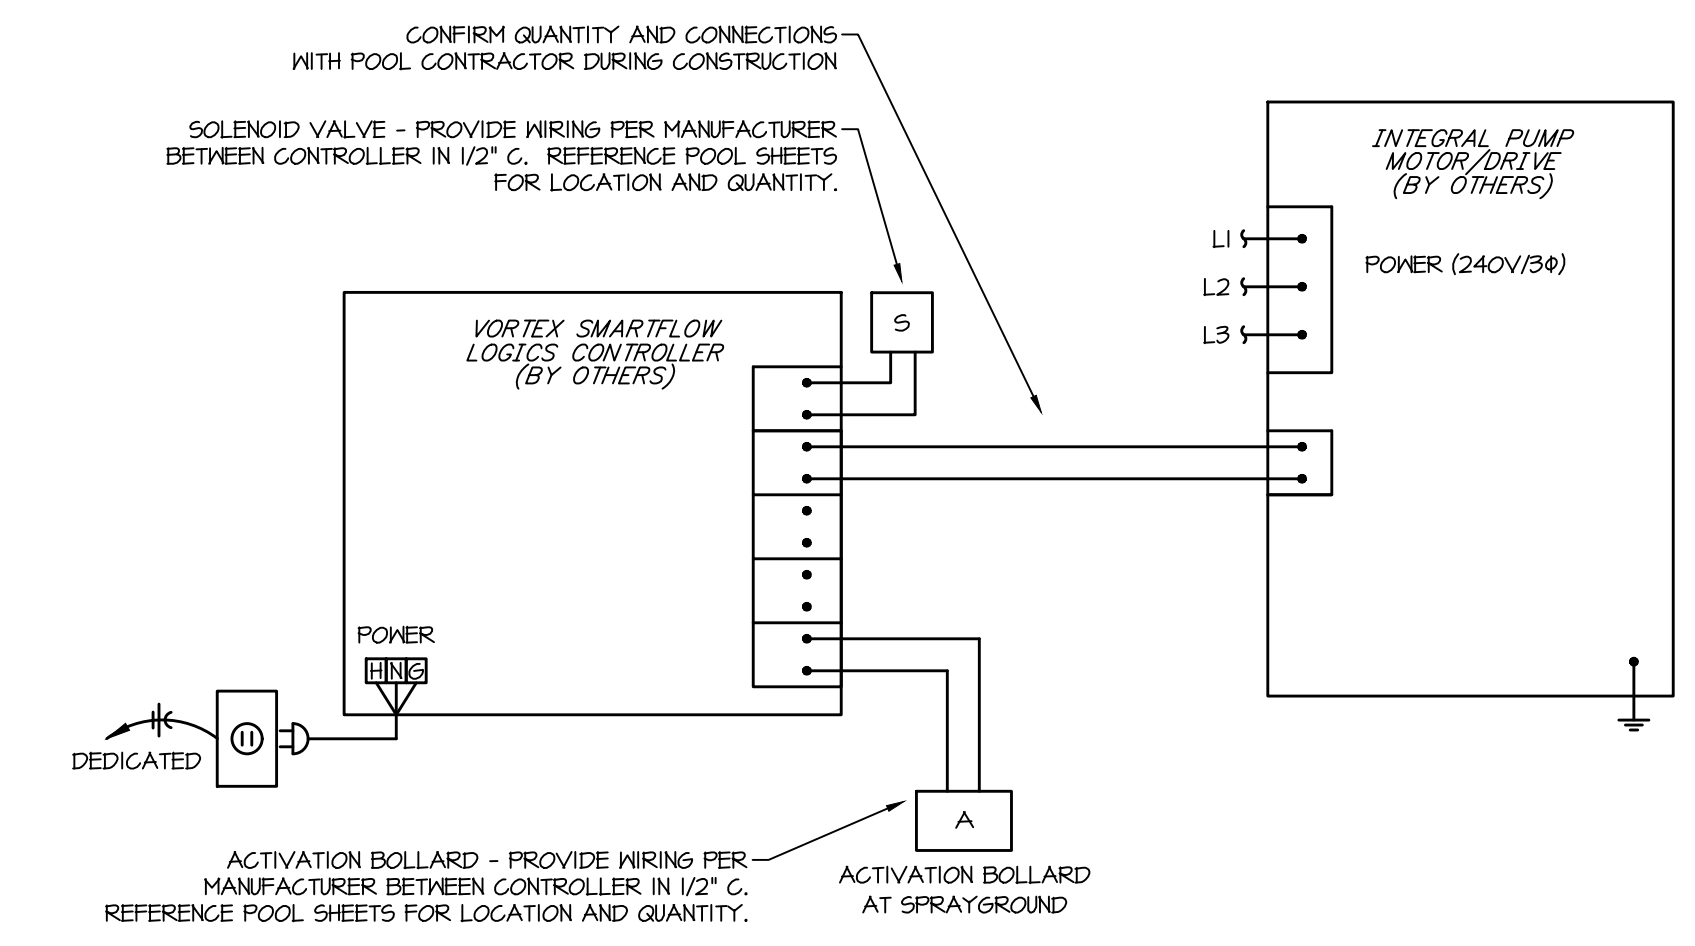 CONFIRM QUANTITY AND CONNECTIONS
WITH POOL CONTRACTOR DURING CONSTRUCTION
SOLENOID VALVE - PROVIDE WIRING PER MANUFACTURER
BETWEEN CONTROLLER IN 1/2" C. REFERENCE POOL SHEETS
FOR LOCATION AND QUANTITY.
INTEGRAL PUMP
MOTOR/DRIVE
(BY OTHERS)
L1
POWER (240V/3Φ)
L2
L3
S
VORTEX SMARTFLOW
LOGICS CONTROLLER
(BY OTHERS)
POWER
H N G
DEDICATED
A
ACTIVATION BOLLARD - PROVIDE WIRING PER
MANUFACTURER BETWEEN CONTROLLER IN 1/2" C.
REFERENCE POOL SHEETS FOR LOCATION AND QUANTITY.
ACTIVATION BOLLARD
AT SPRAYGROUND